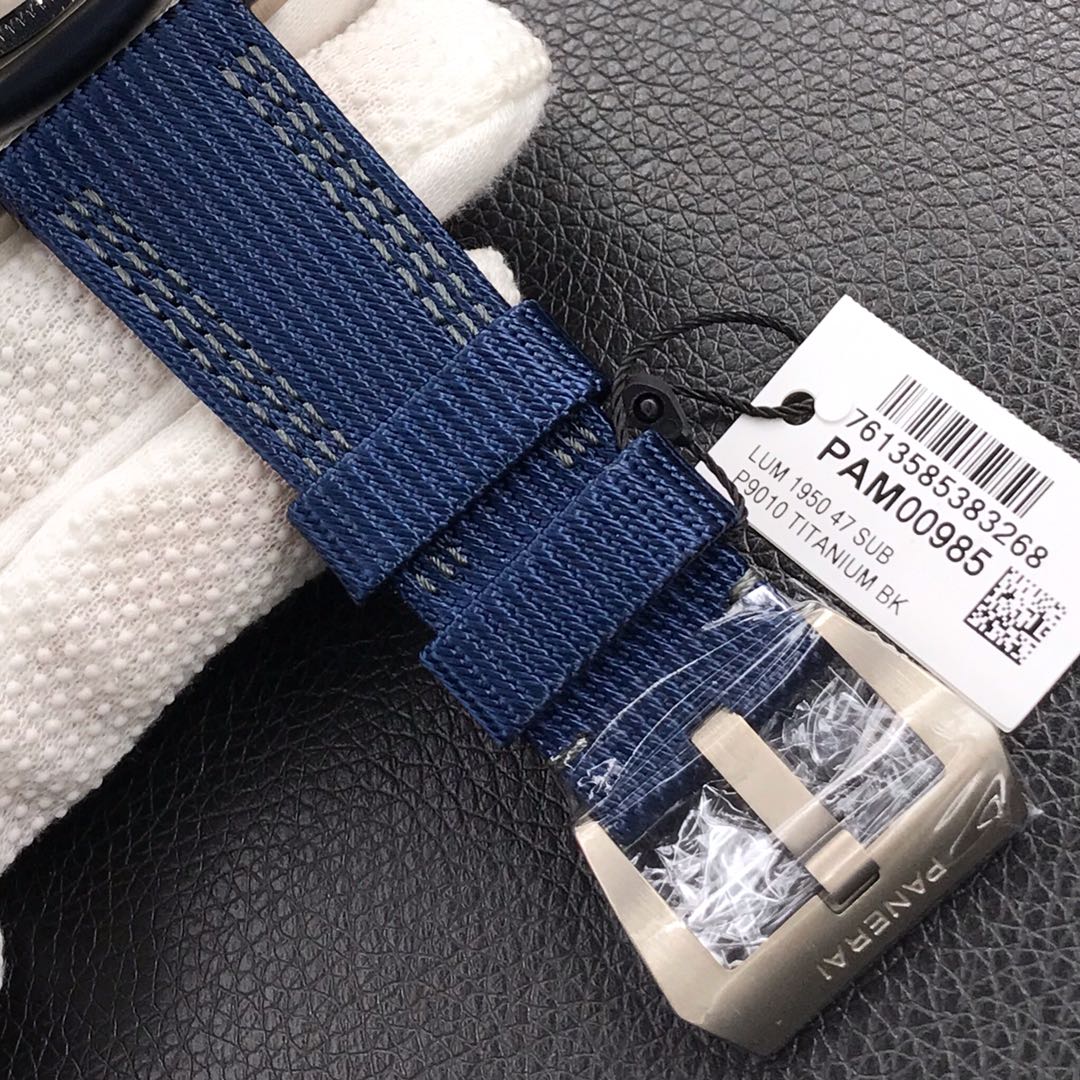 7613585383268
PAM00985
LUM 1950 47 SUB
P9010 TITANIUM BK
PANERAI